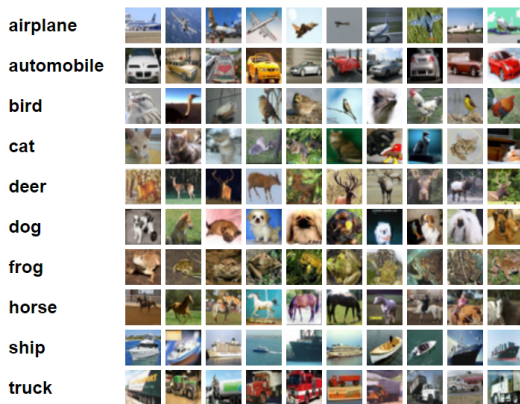 airplane
automobile
bird
cat
deer
dog
frog
horse
ship
truck